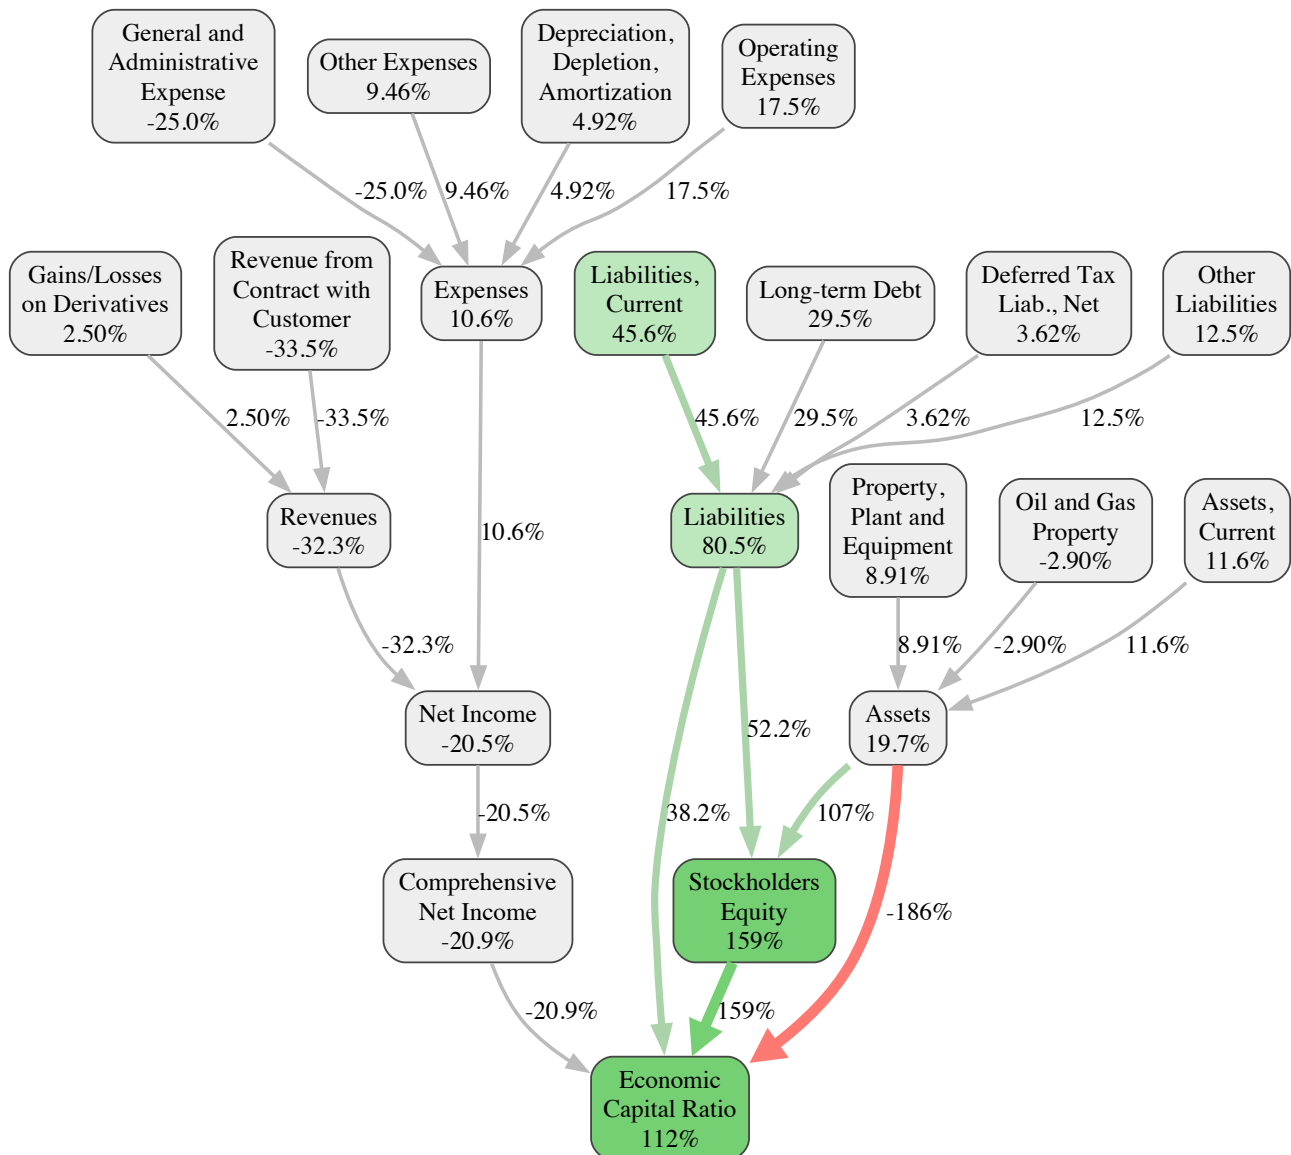 General and
Administrative
Expense
-25.0%
Other Expenses
9.46%
Depreciation,
Depletion,
Amortization
4.92%
Operating
Expenses
17.5%
-25.0%
9.46%
4.92%
17.5%
Gains/Losses
on Derivatives
2.50%
Revenue from
Contract with
Customer
-33.5%
Expenses
10.6%
Liabilities,
Current
45.6%
Long-term Debt
29.5%
Deferred Tax
Liab., Net
3.62%
Other
Liabilities
12.5%
2.50%
-33.5%
45.6%
29.5%
3.62%
12.5%
Revenues
-32.3%
10.6%
Liabilities
80.5%
Property,
Plant and
Equipment
8.91%
Oil and Gas
Property
-2.90%
Assets,
Current
11.6%
-32.3%
8.91%
-2.90%
11.6%
Net Income
-20.5%
52.2%
Assets
19.7%
-20.5%
38.2%
107%
Comprehensive
Net Income
-20.9%
Stockholders
Equity
159%
-186%
-20.9%
159%
Economic
Capital Ratio
112%